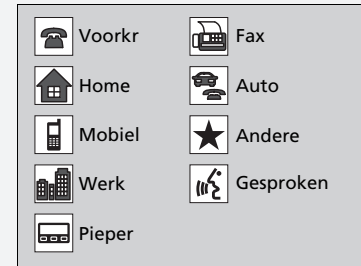 Voorkr
Home
Mobiel
Werk
Pieper
Fax
Auto
Andere
Gesproken